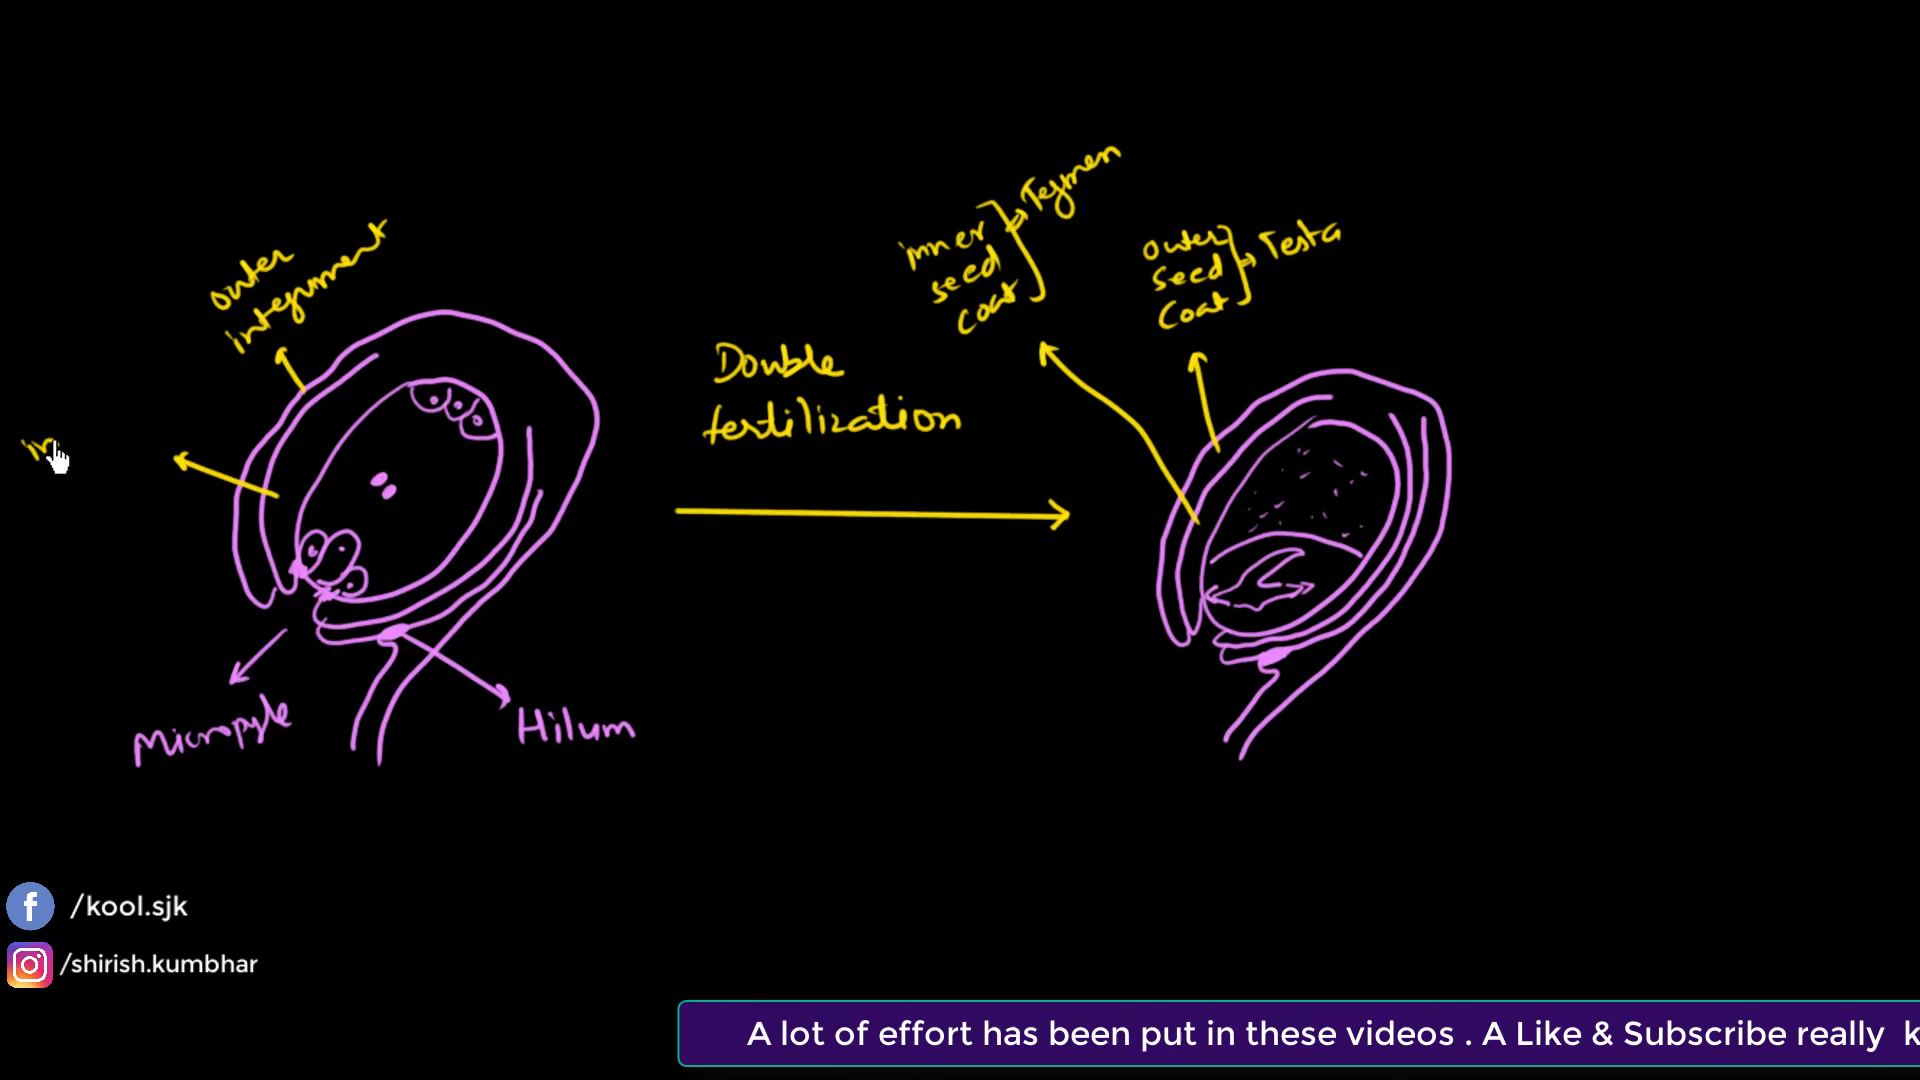 outer
integument
in
Micropyle
Hilum
Double
fertilization
inner
seed
coat
Tegmen
outer
seed
coat
Testa
/kool.sjk
/shirish.kumbhar
A lot of effort has been put in these videos . A Like & Subscribe really k